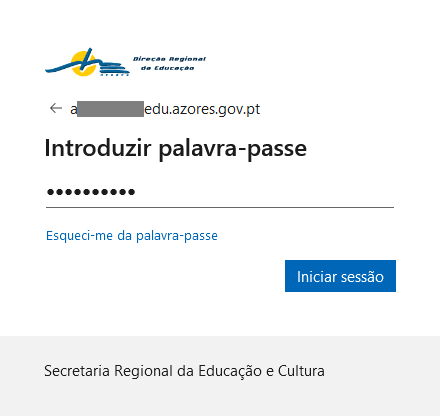 Direção Regional
da Educação
a edu.azores.gov.pt
Introduzir palavra-passe
••••••••••
Esqueci-me da palavra-passe
Iniciar sessão
Secretaria Regional da Educação e Cultura